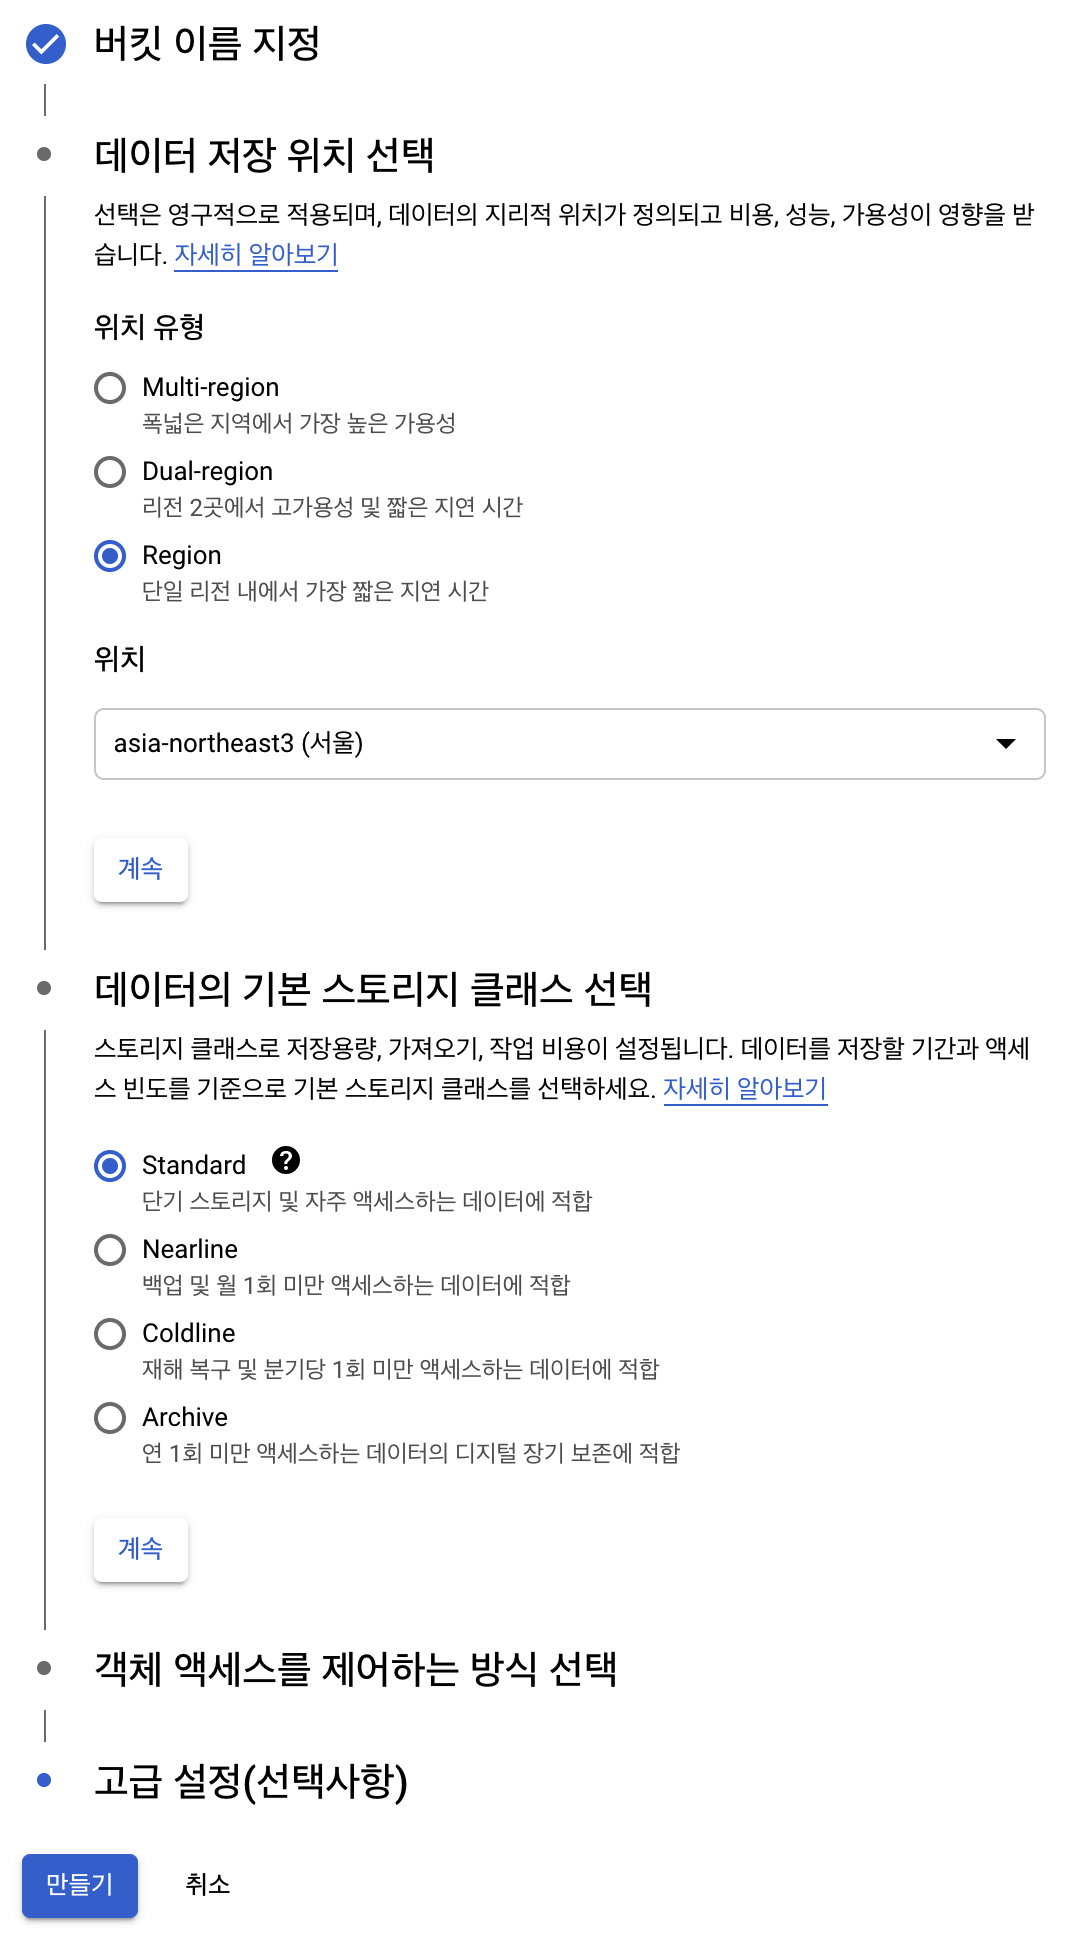 버킷 이름 지정
데이터 저장 위치 선택
선택은 영구적으로 적용되며, 데이터의 지리적 위치가 정의되고 비용, 성능, 가용성이 영향을 받
습니다. 자세히 알아보기
위치 유형
Multi-region
폭넓은 지역에서 가장 높은 가용성
Dual-region
리전 2곳에서 고가용성 및 짧은 지연 시간
Region
단일 리전 내에서 가장 짧은 지연 시간
위치
asia-northeast3 (서울)
계속
데이터의 기본 스토리지 클래스 선택
스토리지 클래스로 저장용량, 가져오기, 작업 비용이 설정됩니다. 데이터를 저장할 기간과 액세
스 빈도를 기준으로 기본 스토리지 클래스를 선택하세요. 자세히 알아보기
Standard ?
단기 스토리지 및 자주 액세스하는 데이터에 적합
Nearline
백업 및 월 1회 미만 액세스하는 데이터에 적합
Coldline
재해 복구 및 분기당 1회 미만 액세스하는 데이터에 적합
Archive
연 1회 미만 액세스하는 데이터의 디지털 장기 보존에 적합
계속
객체 액세스를 제어하는 방식 선택
고급 설정(선택사항)
만들기 취소